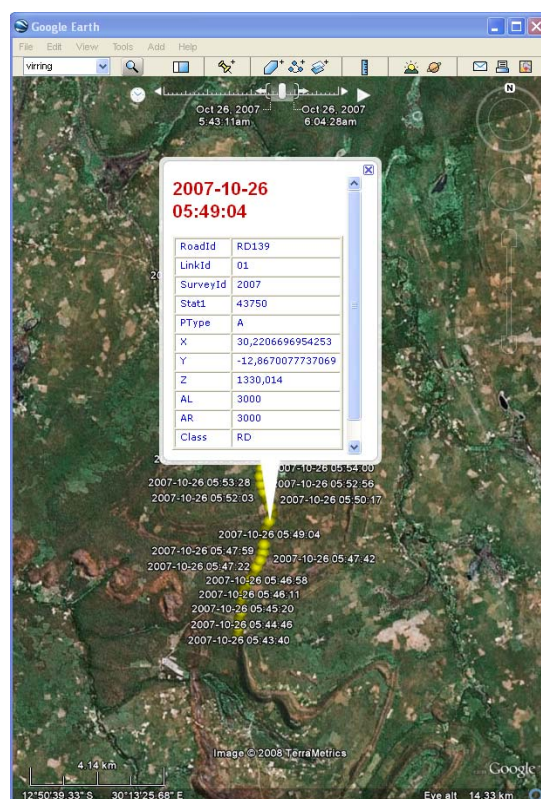 Google Earth
File Edit View Tools Add Help
virring
N
Oct 26, 2007 Oct 26, 2007
5:43:11am 6:04:28am
2007-10-26
05:49:04
RoadId RD139
LinkId 01
SurveyId 2007
Stat1 43750
PType A
X 30,2206696954253
Y -12,8670077737069
Z 1330,014
AL 3000
AR 3000
Class RD
2007-10-26 05:54:00
2007-10-26 05:53:28 2007-10-26 05:52:56
2007-10-26 05:52:03 2007-10-26 05:50:17
2007-10-26 05:49:04
2007-10-26 05:47:59
2007-10-26 05:47:42
2007-10-26 05:47:22
2007-10-26 05:46:58
2007-10-26 05:46:11
2007-10-26 05:45:20
2007-10-26 05:44:46
2007-10-26 05:43:40
Image © 2008 TerraMetrics
4.14 km
Google
12°50'39.33" S 30°13'25.68" E Eye alt 14.33 km